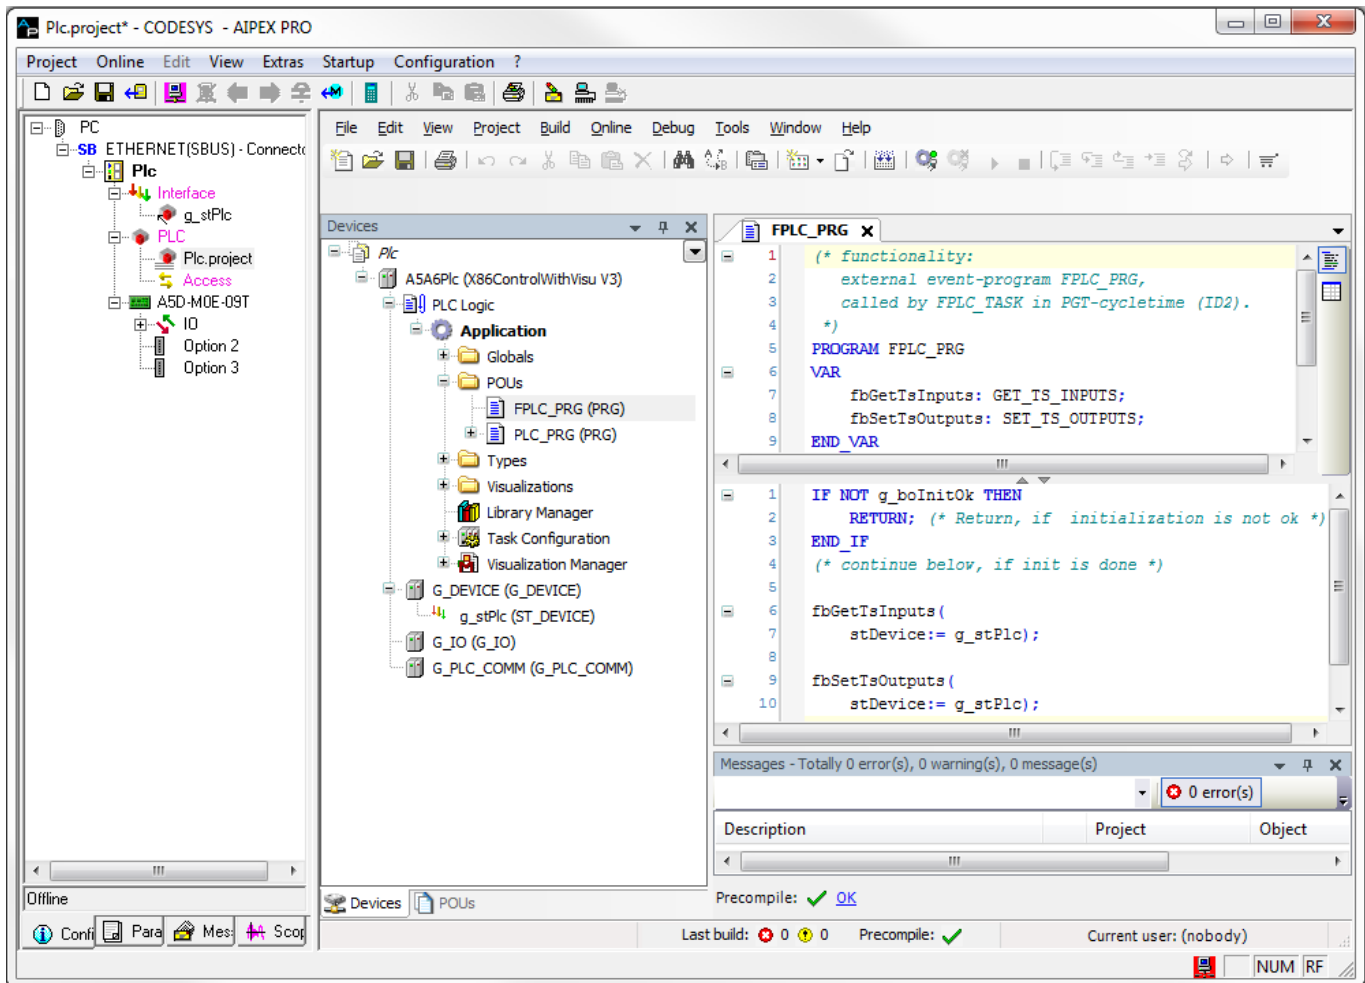 Plc.project* - CODESYS - AIPEX PRO
Project Online Edit View Extras Startup Configuration ?
PC
SB ETHERNET(SBUS) - Connecto
Plc
Interface
g_stPlc
PLC
Plc.project
Access
A5D-M0E-09T
IO
Option 2
Option 3
Offline
Confi Para Mes: Scop
File Edit View Project Build Online Debug Tools Window Help
Devices
Plc
A5A6Plc (X86ControlWithVisu V3)
PLC Logic
Application
Globals
POUs
FPLC_PRG (PRG)
PLC_PRG (PRG)
Types
Visualizations
Library Manager
Task Configuration
Visualization Manager
G_DEVICE (G_DEVICE)
g_stPlc (ST_DEVICE)
G_IO (G_IO)
G_PLC_COMM (G_PLC_COMM)
Devices POUs
FPLC_PRG
1 (* functionality:
2 external event-program FPLC_PRG,
3 called by FPLC_TASK in PGT-cycletime (ID2).
4 *)
5 PROGRAM FPLC_PRG
6 VAR
7 fbGetTsInputs: GET_TS_INPUTS;
8 fbSetTsOutputs: SET_TS_OUTPUTS;
9 END_VAR
1 IF NOT g_boInitOk THEN
2 RETURN; (* Return, if initialization is not ok *)
3 END_IF
4 (* continue below, if init is done *)
5
6 fbGetTsInputs(
7 stDevice:= g_stPlc);
8
9 fbSetTsOutputs(
10 stDevice:= g_stPlc);
Messages - Totally 0 error(s), 0 warning(s), 0 message(s)
0 error(s)
Description Project Object
Precompile: OK
Last build: 0 0 Precompile: Current user: (nobody)
NUM RF